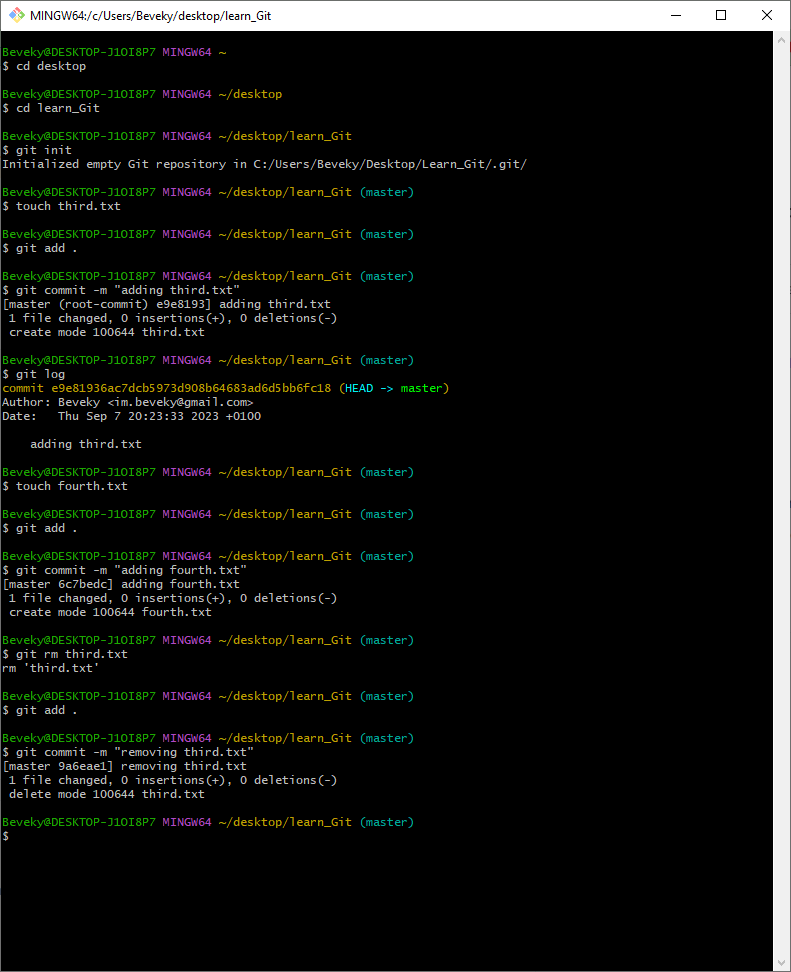 MINGW64:/c/Users/Beveky/desktop/learn_Git
Beveky@DESKTOP-J1OI8P7 MINGW64 ~
$ cd desktop
Beveky@DESKTOP-J1OI8P7 MINGW64 ~/desktop
$ cd learn_Git
Beveky@DESKTOP-J1OI8P7 MINGW64 ~/desktop/learn_Git
$ git init
Initialized empty Git repository in C:/Users/Beveky/Desktop/Learn_Git/.git/
Beveky@DESKTOP-J1OI8P7 MINGW64 ~/desktop/learn_Git (master)
$ touch third.txt
Beveky@DESKTOP-J1OI8P7 MINGW64 ~/desktop/learn_Git (master)
$ git add .
Beveky@DESKTOP-J1OI8P7 MINGW64 ~/desktop/learn_Git (master)
$ git commit -m "adding third.txt"
[master (root-commit) e9e8193] adding third.txt
 1 file changed, 0 insertions(+), 0 deletions(-)
 create mode 100644 third.txt
Beveky@DESKTOP-J1OI8P7 MINGW64 ~/desktop/learn_Git (master)
$ git log
commit e9e81936ac7dcb5973d908b64683ad6d5bb6fc18 (HEAD -> master)
Author: Beveky <im.beveky@gmail.com>
Date:   Thu Sep 7 20:23:33 2023 +0100
    adding third.txt
Beveky@DESKTOP-J1OI8P7 MINGW64 ~/desktop/learn_Git (master)
$ touch fourth.txt
Beveky@DESKTOP-J1OI8P7 MINGW64 ~/desktop/learn_Git (master)
$ git add .
Beveky@DESKTOP-J1OI8P7 MINGW64 ~/desktop/learn_Git (master)
$ git commit -m "adding fourth.txt"
[master 6c7bedc] adding fourth.txt
 1 file changed, 0 insertions(+), 0 deletions(-)
 create mode 100644 fourth.txt
Beveky@DESKTOP-J1OI8P7 MINGW64 ~/desktop/learn_Git (master)
$ git rm third.txt
rm 'third.txt'
Beveky@DESKTOP-J1OI8P7 MINGW64 ~/desktop/learn_Git (master)
$ git add .
Beveky@DESKTOP-J1OI8P7 MINGW64 ~/desktop/learn_Git (master)
$ git commit -m "removing third.txt"
[master 9a6eae1] removing third.txt
 1 file changed, 0 insertions(+), 0 deletions(-)
 delete mode 100644 third.txt
Beveky@DESKTOP-J1OI8P7 MINGW64 ~/desktop/learn_Git (master)
$